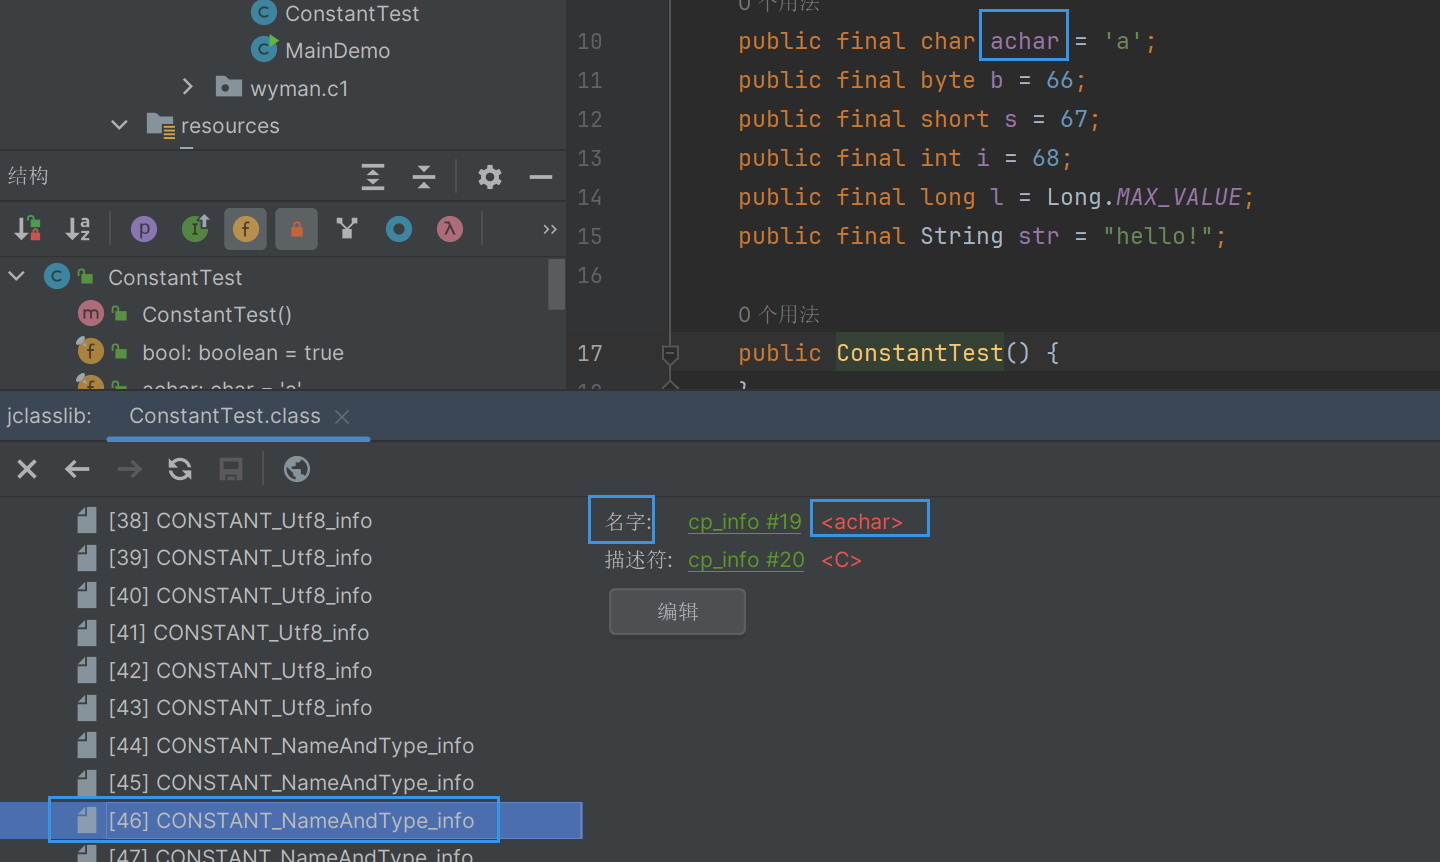 ConstantTest
MainDemo
wyman.c1
resources
结构
ConstantTest
ConstantTest()
bool: boolean = true
achar: char = 'a'
0 个用法
10 public final char achar = 'a';
11 public final byte b = 66;
12 public final short s = 67;
13 public final int i = 68;
14 public final long l = Long.MAX_VALUE;
15 public final String str = "hello!";
16
0 个用法
17 public ConstantTest() {
18 }
jclasslib: ConstantTest.class
[38] CONSTANT_Utf8_info
[39] CONSTANT_Utf8_info
[40] CONSTANT_Utf8_info
[41] CONSTANT_Utf8_info
[42] CONSTANT_Utf8_info
[43] CONSTANT_Utf8_info
[44] CONSTANT_NameAndType_info
[45] CONSTANT_NameAndType_info
[46] CONSTANT_NameAndType_info
[47] CONSTANT_NameAndType_info
名字: cp_info #19 <achar>
描述符: cp_info #20 <C>
编辑